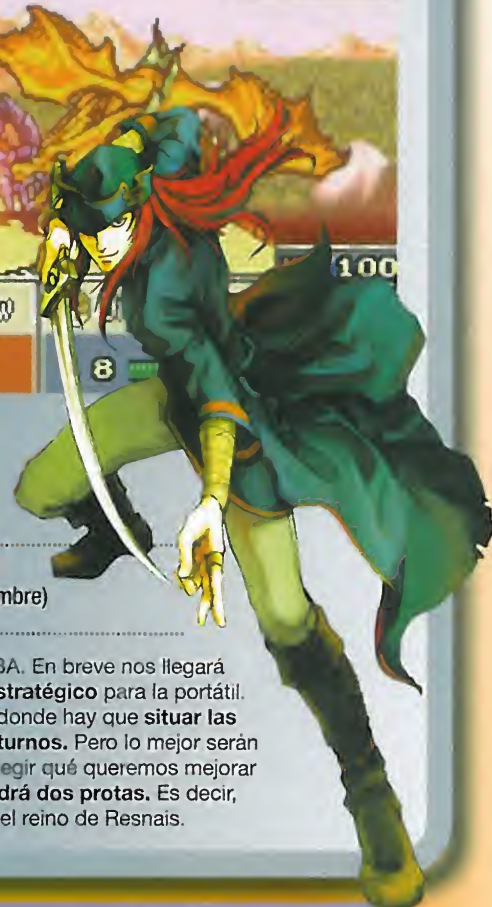 100
8
mbre)
BA. En breve nos llegará
stratégico para la portátil.
donde hay que situar las
turnos. Pero lo mejor serán
egir qué queremos mejorar
drá dos protas. Es decir,
el reino de Resnais.